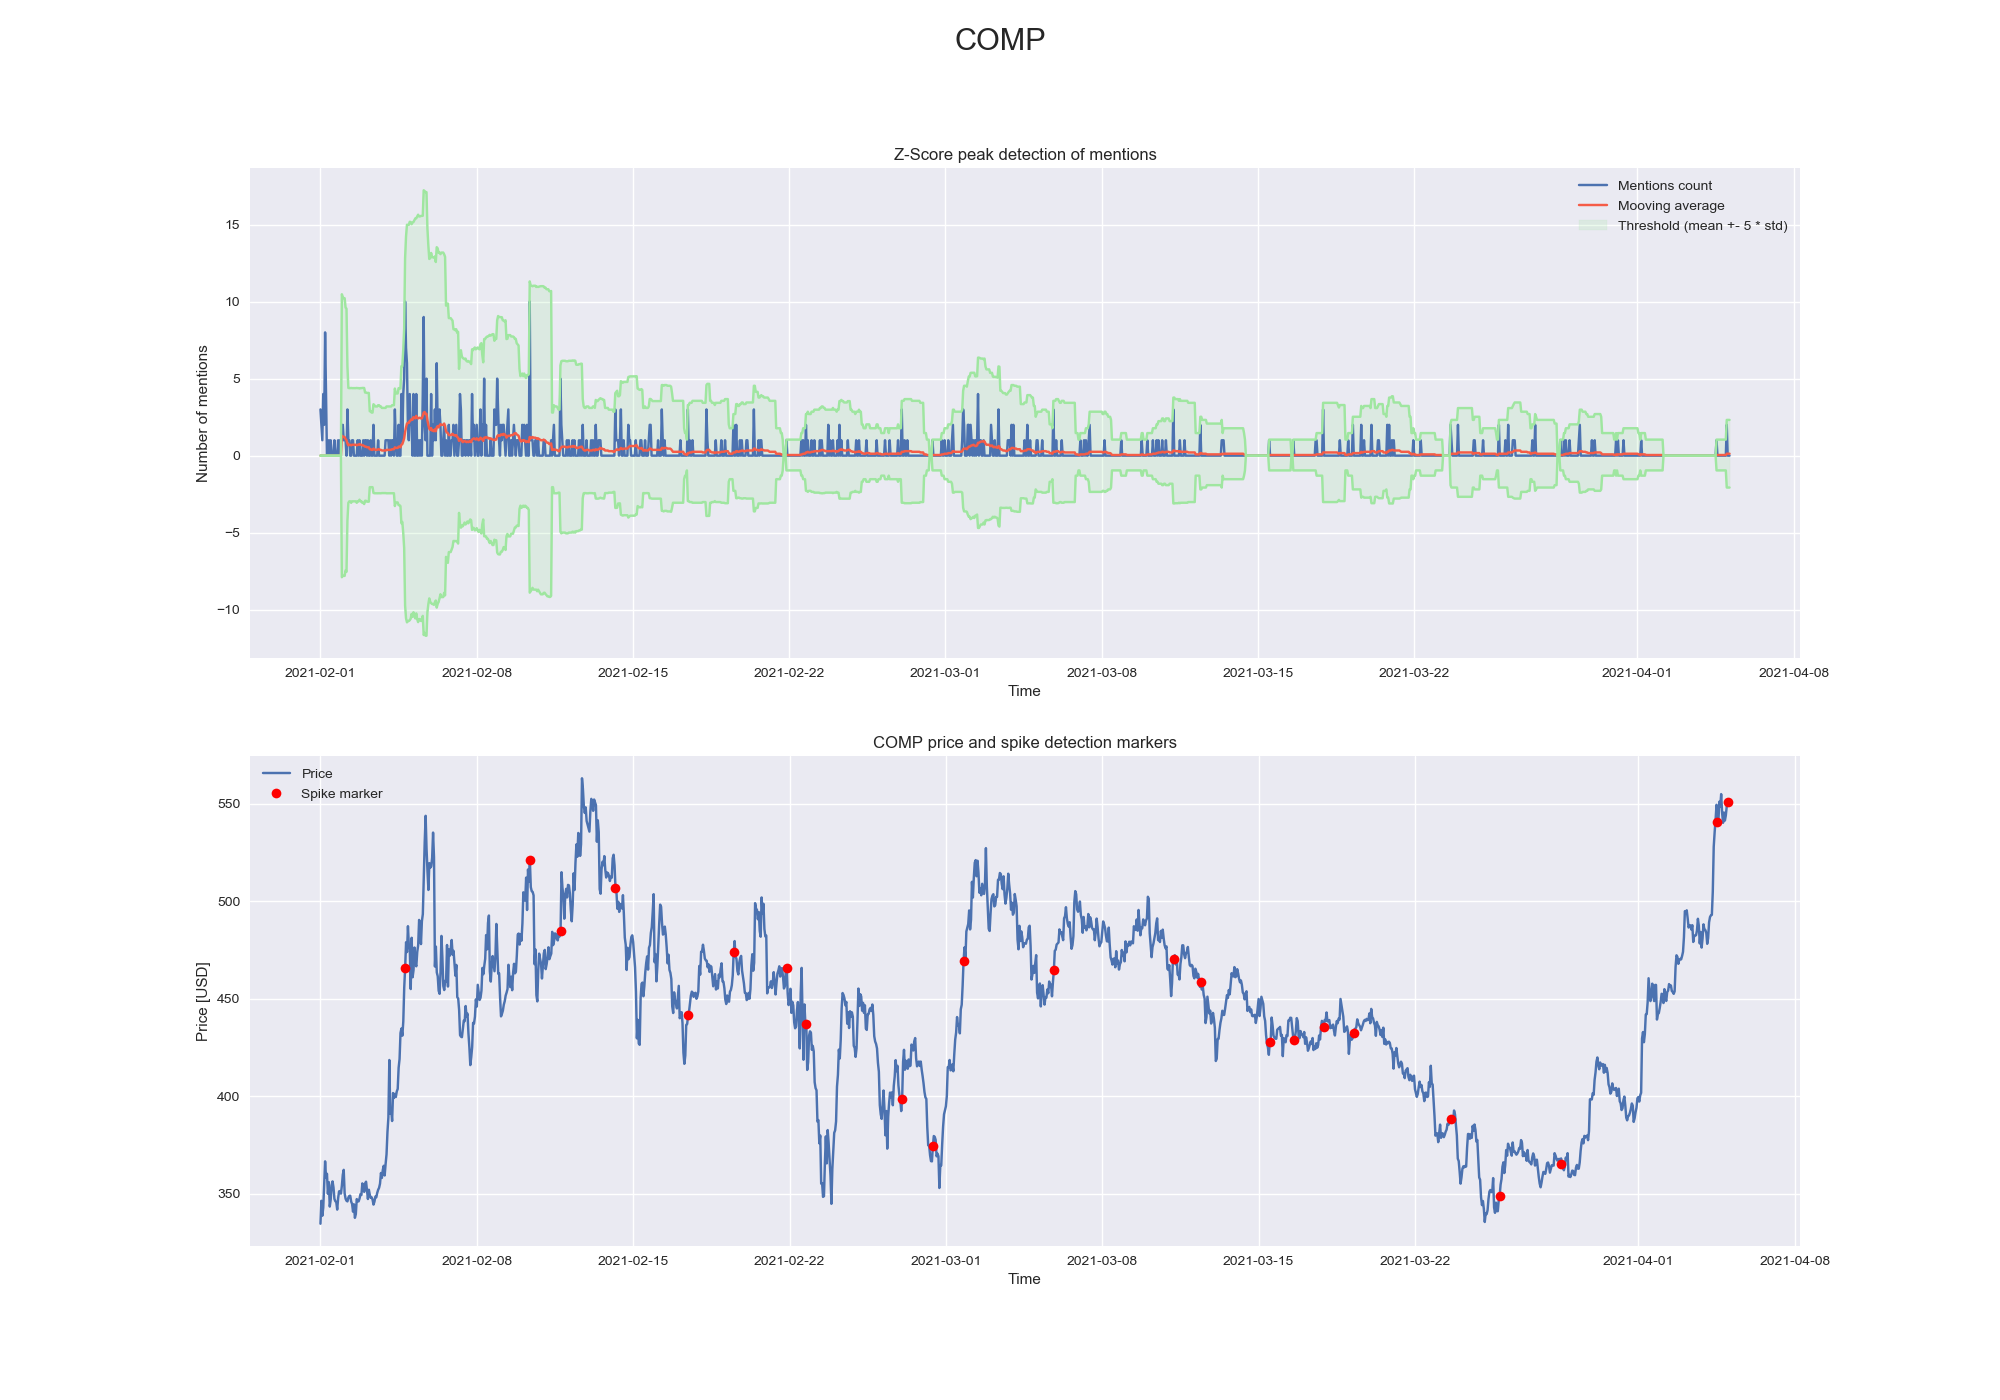 COMP
Z-Score peak detection of mentions
Mentions count
Mooving average
Threshold (mean +- 5 * std)
15
10
5
0
−5
−10
Number of mentions
2021-02-01 2021-02-08 2021-02-15 2021-02-22 2021-03-01 2021-03-08 2021-03-15 2021-03-22 2021-04-01 2021-04-08
Time
COMP price and spike detection markers
Price
Spike marker
550
500
450
400
350
Price [USD]
2021-02-01 2021-02-08 2021-02-15 2021-02-22 2021-03-01 2021-03-08 2021-03-15 2021-03-22 2021-04-01 2021-04-08
Time